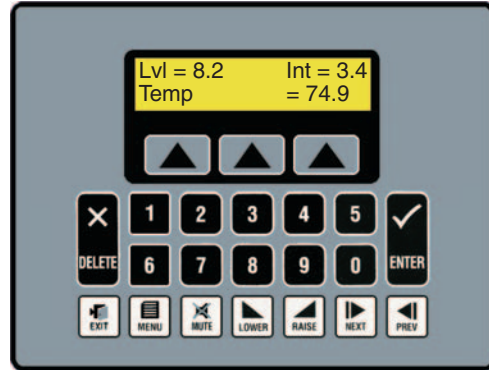 Lvl = 8.2 Int = 3.4
Temp = 74.9
1 2 3 4 5
DELETE 6 7 8 9 0 ENTER
EXIT MENU MUTE LOWER RAISE NEXT PREV